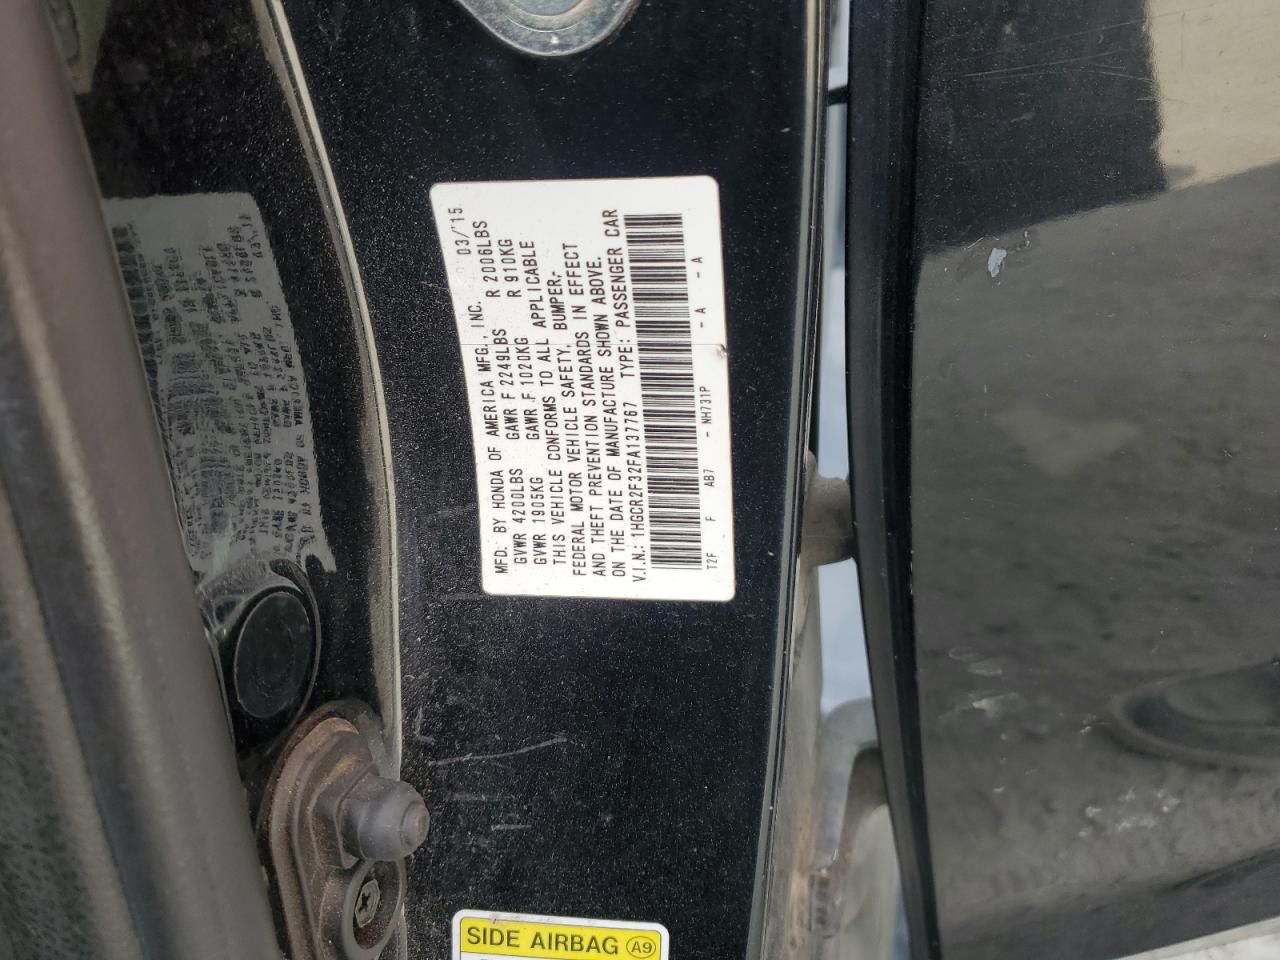 MFD. BY HONDA OF AMERICA MFG., INC. 03/'15
GVWR 4200LBS GAWR F 2249LBS R 2006LBS
GVWR 1905KG GAWR F 1020KG R 910KG
THIS VEHICLE CONFORMS TO ALL APPLICABLE
FEDERAL MOTOR VEHICLE SAFETY, BUMPER,
AND THEFT PREVENTION STANDARDS IN EFFECT
ON THE DATE OF MANUFACTURE SHOWN ABOVE.
V.I.N.: 1HGCR2F32FA137767 TYPE: PASSENGER CAR
T2F F AB7 - NH731P - A - A
SIDE AIRBAG A9